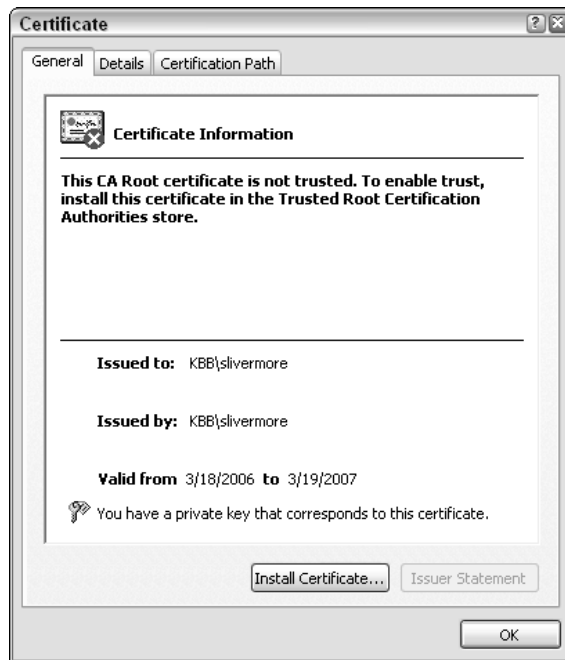 Certificate
General Details Certification Path
Certificate Information
This CA Root certificate is not trusted. To enable trust,
install this certificate in the Trusted Root Certification
Authorities store.
Issued to: KBB\slivermore
Issued by: KBB\slivermore
Valid from 3/18/2006 to 3/19/2007
You have a private key that corresponds to this certificate.
Install Certificate... Issuer Statement
OK